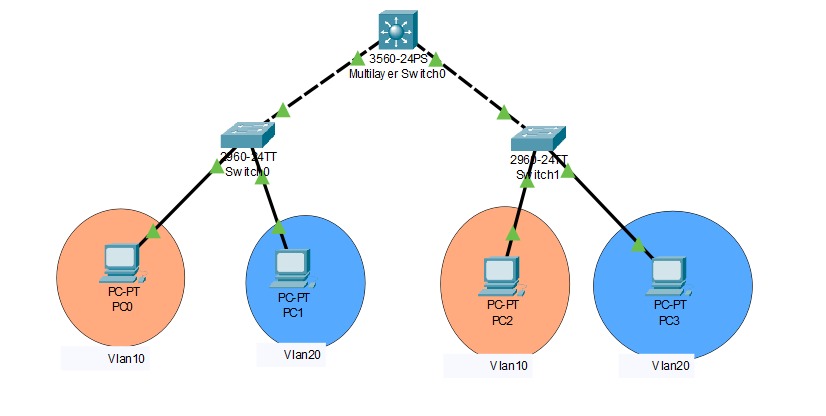 3560-24PS
Multilayer Switch0
2960-24TT
Switch0
2960-24TT
Switch1
PC-PT
PC0
PC-PT
PC1
PC-PT
PC2
PC-PT
PC3
Vlan10
Vlan20
Vlan10
Vlan20